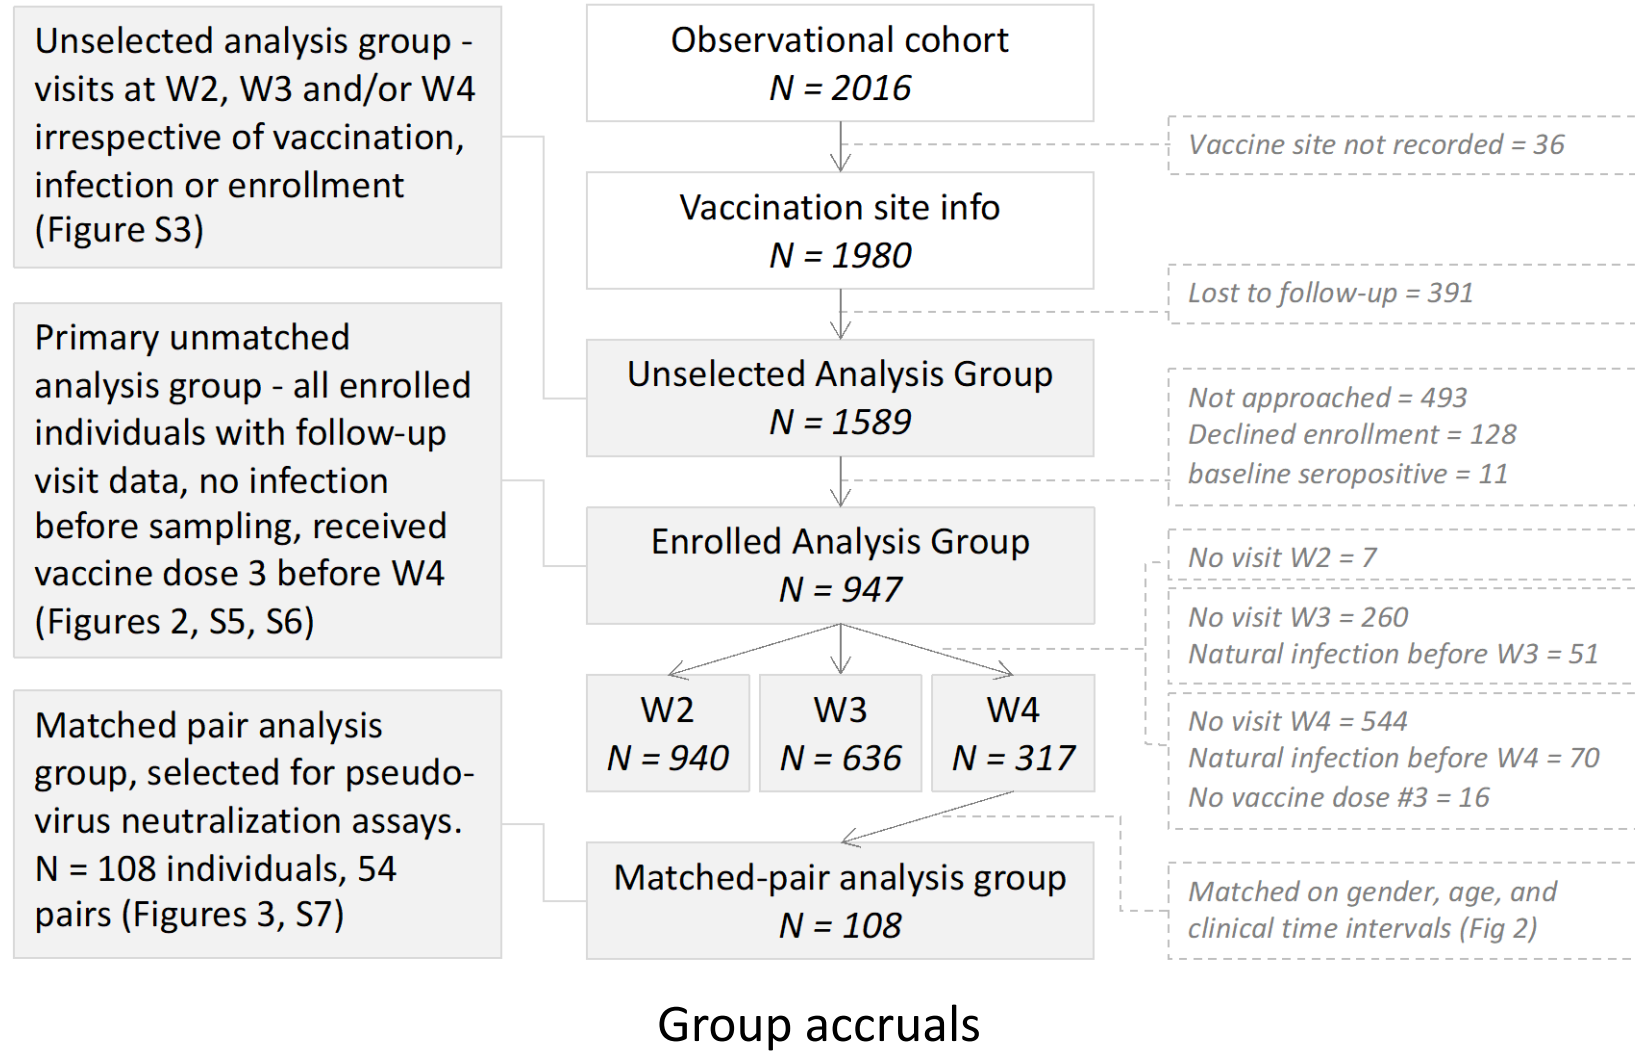 Unselected analysis group -
visits at W2, W3 and/or W4
irrespective of vaccination,
infection or enrollment
(Figure S3)
Primary unmatched
analysis group - all enrolled
individuals with follow-up
visit data, no infection
before sampling, received
vaccine dose 3 before W4
(Figures 2, S5, S6)
Matched pair analysis
group, selected for pseudo-
virus neutralization assays.
N = 108 individuals, 54
pairs (Figures 3, S7)
Observational cohort
N = 2016
Vaccination site info
N = 1980
Unselected Analysis Group
N = 1589
Enrolled Analysis Group
N = 947
W2
N = 940
W3
N = 636
W4
N = 317
Matched-pair analysis group
N = 108
Vaccine site not recorded = 36
Lost to follow-up = 391
Not approached = 493
Declined enrollment = 128
baseline seropositive = 11
No visit W2 = 7
No visit W3 = 260
Natural infection before W3 = 51
No visit W4 = 544
Natural infection before W4 = 70
No vaccine dose #3 = 16
Matched on gender, age, and
clinical time intervals (Fig 2)
Group accruals